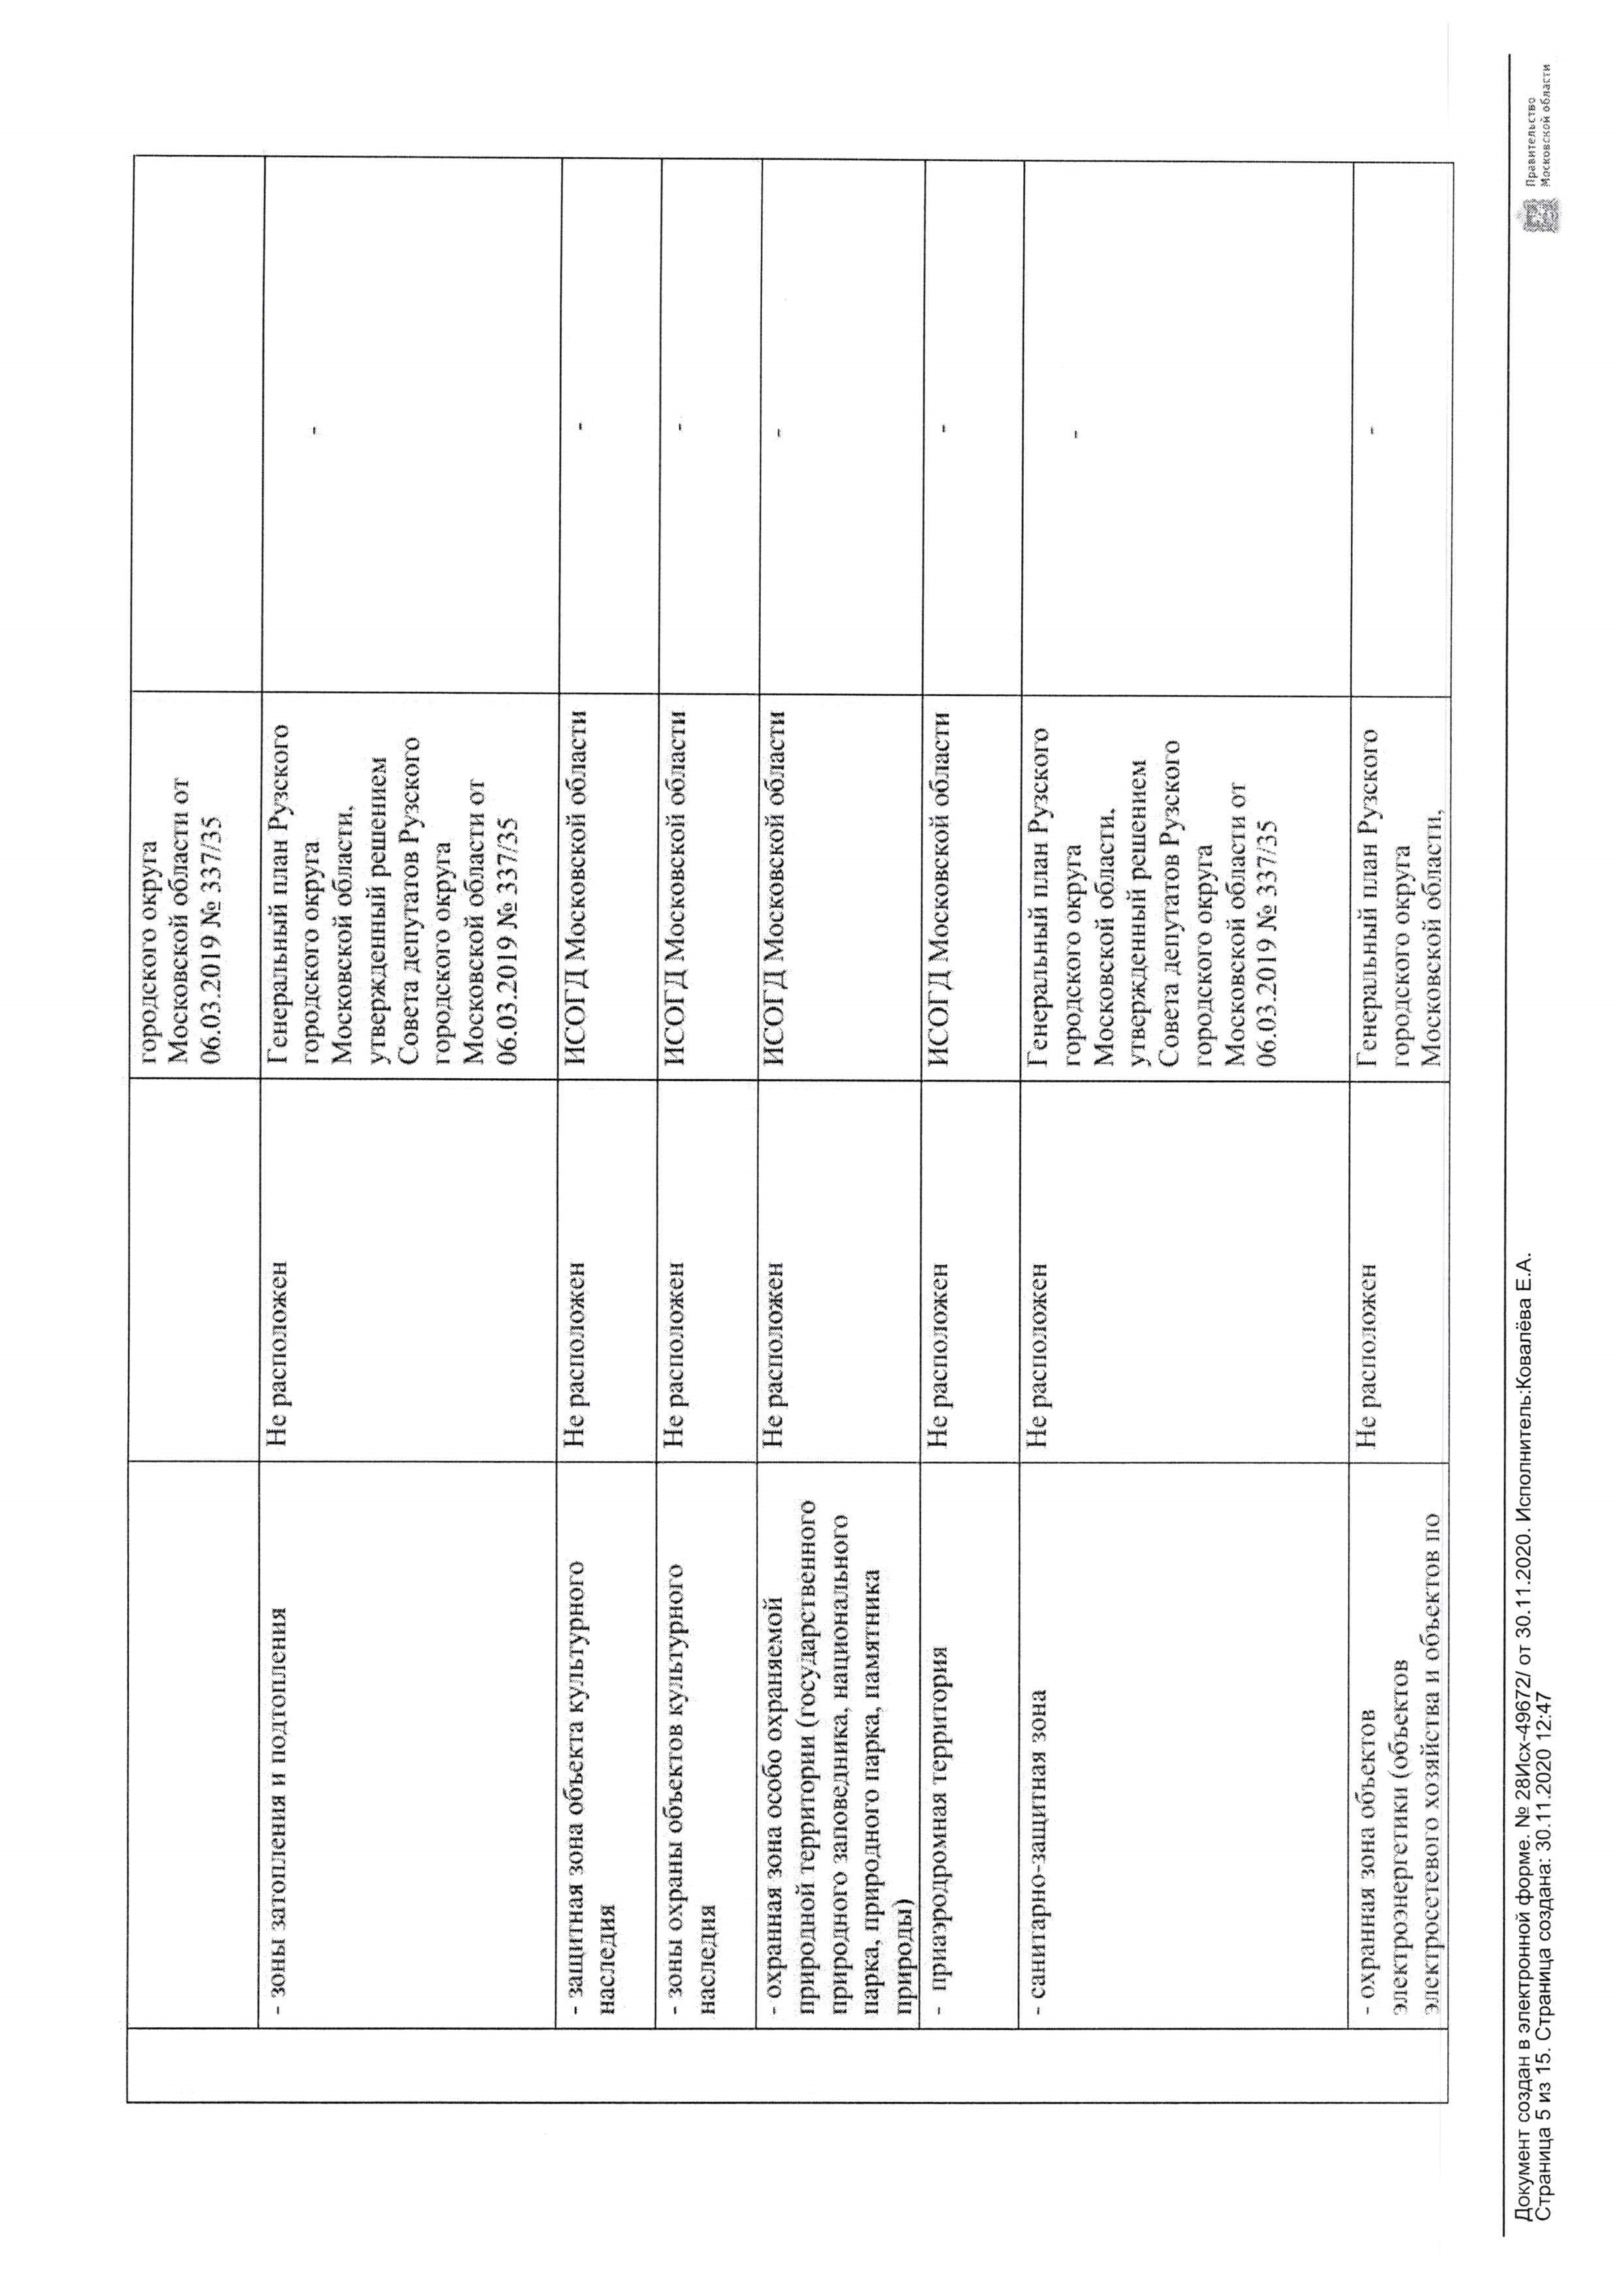 городского округа
Московской области от
06.03.2019 № 337/35
- зоны затопления и подтопления
Не расположен
Генеральный план Рузского
городского округа
Московской области,
утвержденный решением
Совета депутатов Рузского
городского округа
Московской области от
06.03.2019 № 337/35
-
- защитная зона объекта культурного
наследия
Не расположен
ИСОГД Московской области
-
- зоны охраны объектов культурного
наследия
Не расположен
ИСОГД Московской области
-
- охранная зона особо охраняемой
природной территории (государственного
природного заповедника, национального
парка, природного парка, памятника
природы)
Не расположен
ИСОГД Московской области
-
- приаэродромная территория
Не расположен
ИСОГД Московской области
-
- санитарно-защитная зона
Не расположен
Генеральный план Рузского
городского округа
Московской области,
утвержденный решением
Совета депутатов Рузского
городского округа
Московской области от
06.03.2019 № 337/35
-
- охранная зона объектов
электроэнергетики (объектов
электросетевого хозяйства и объектов по
Не расположен
Генеральный план Рузского
городского округа
Московской области,
-
Документ создан в электронной форме. № 28Исх-49672/ от 30.11.2020. Исполнитель:Ковалёва Е.А.
Страница 5 из 15. Страница создана: 30.11.2020 12:47
Правительство
Московской области